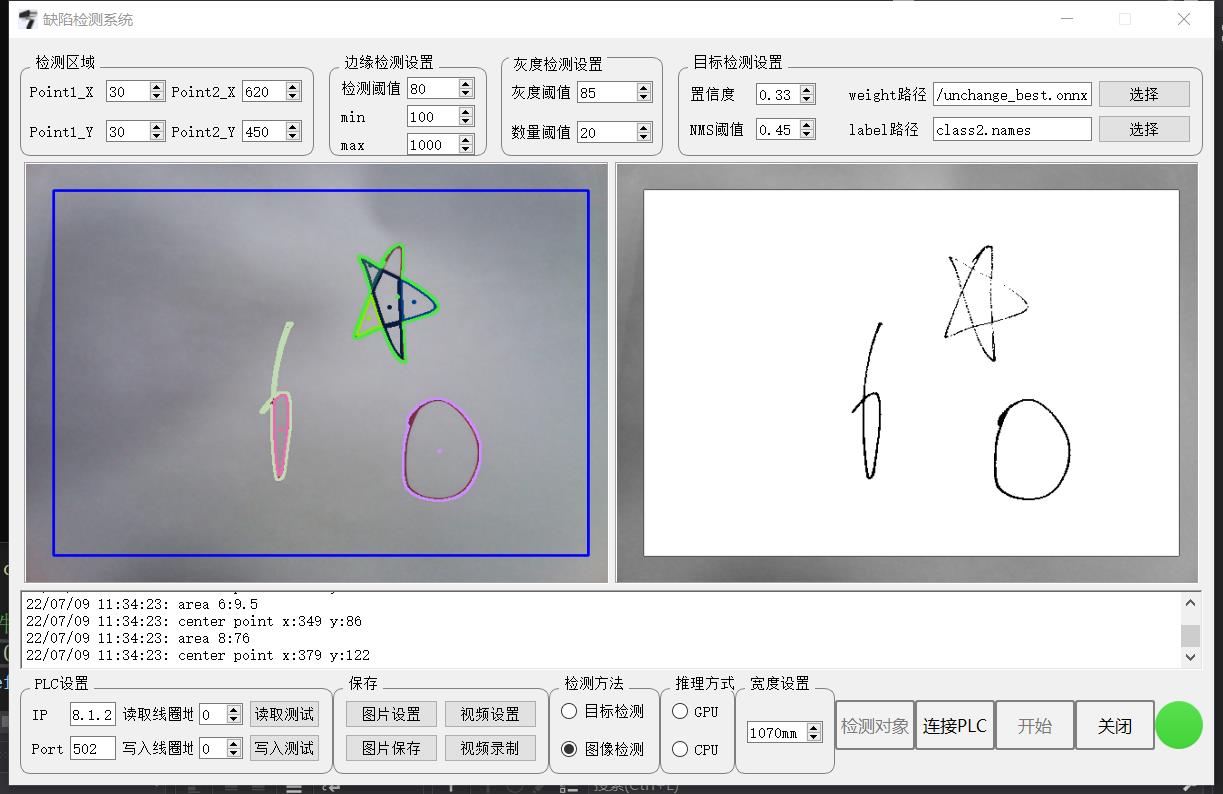 缺陷检测系统
检测区域
Point1_X 30 Point2_X 620
Point1_Y 30 Point2_Y 450
边缘检测设置
检测阈值 80
min 100
max 1000
灰度检测设置
灰度阈值 85
数量阈值 20
目标检测设置
置信度 0.33 weight路径 /unchange_best.onnx 选择
NMS阈值 0.45 label路径 class2.names 选择
22/07/09 11:34:23: area 6:9.5
22/07/09 11:34:23: center point x:349 y:86
22/07/09 11:34:23: area 8:76
22/07/09 11:34:23: center point x:379 y:122
PLC设置
IP 8.1.2 读取线圈地 0 读取测试
Port 502 写入线圈地 0 写入测试
保存
图片设置 视频设置
图片保存 视频录制
检测方法
目标检测
图像检测
推理方式
GPU
CPU
宽度设置
1070mm
检测对象 连接PLC 开始 关闭